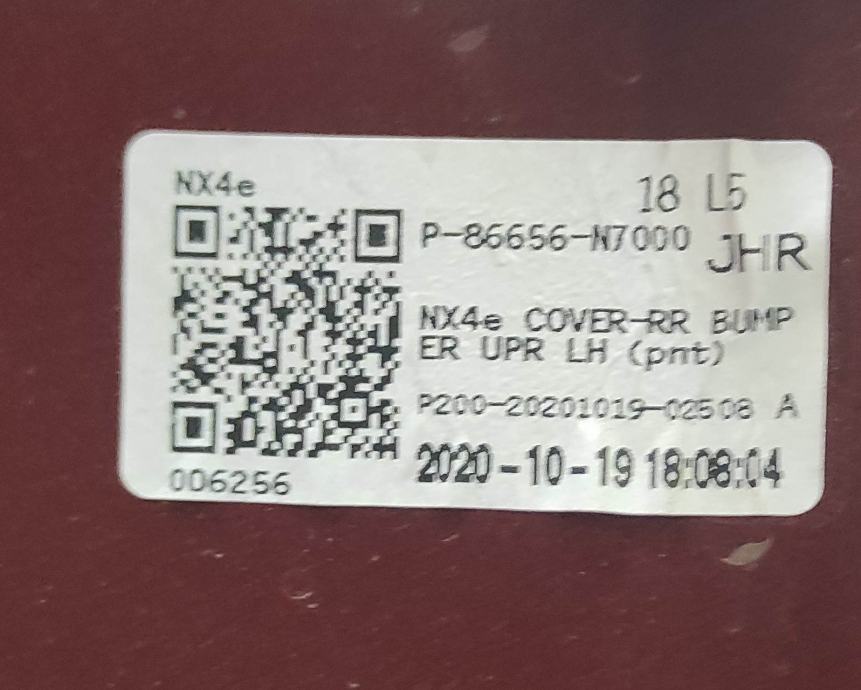 NX4e
18 L5
P-86656-N7000
JHR
NX4e COVER-RR BUMP
ER UPR LH (pnt)
P200-20201019-02508 A
2020-10-19 18:08:04
006256